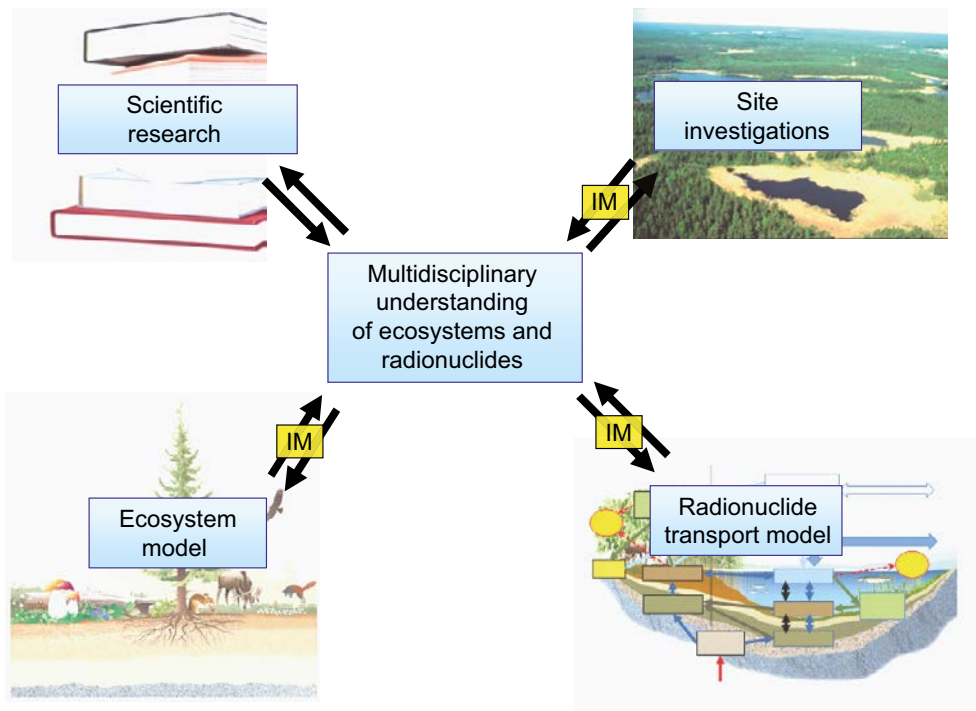 Scientific
research
Site
investigations
IM
Multidisciplinary
understanding
of ecosystems and
radionuclides
IM
IM
Ecosystem
model
Radionuclide
transport model